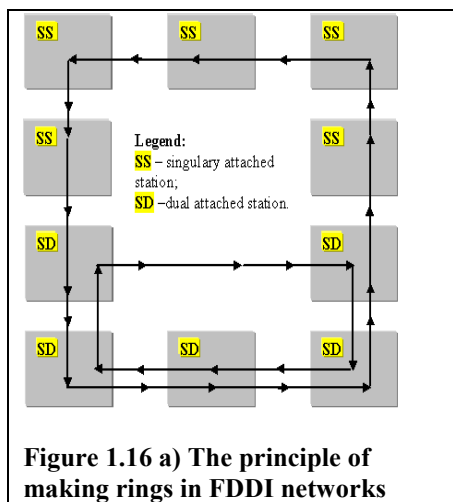 SS SS SS
SS SS
Legend:
SS – singulary attached
station;
SD –dual attached station.
SD SD
SD SD SD
Figure 1.16 a) The principle of
making rings in FDDI networks